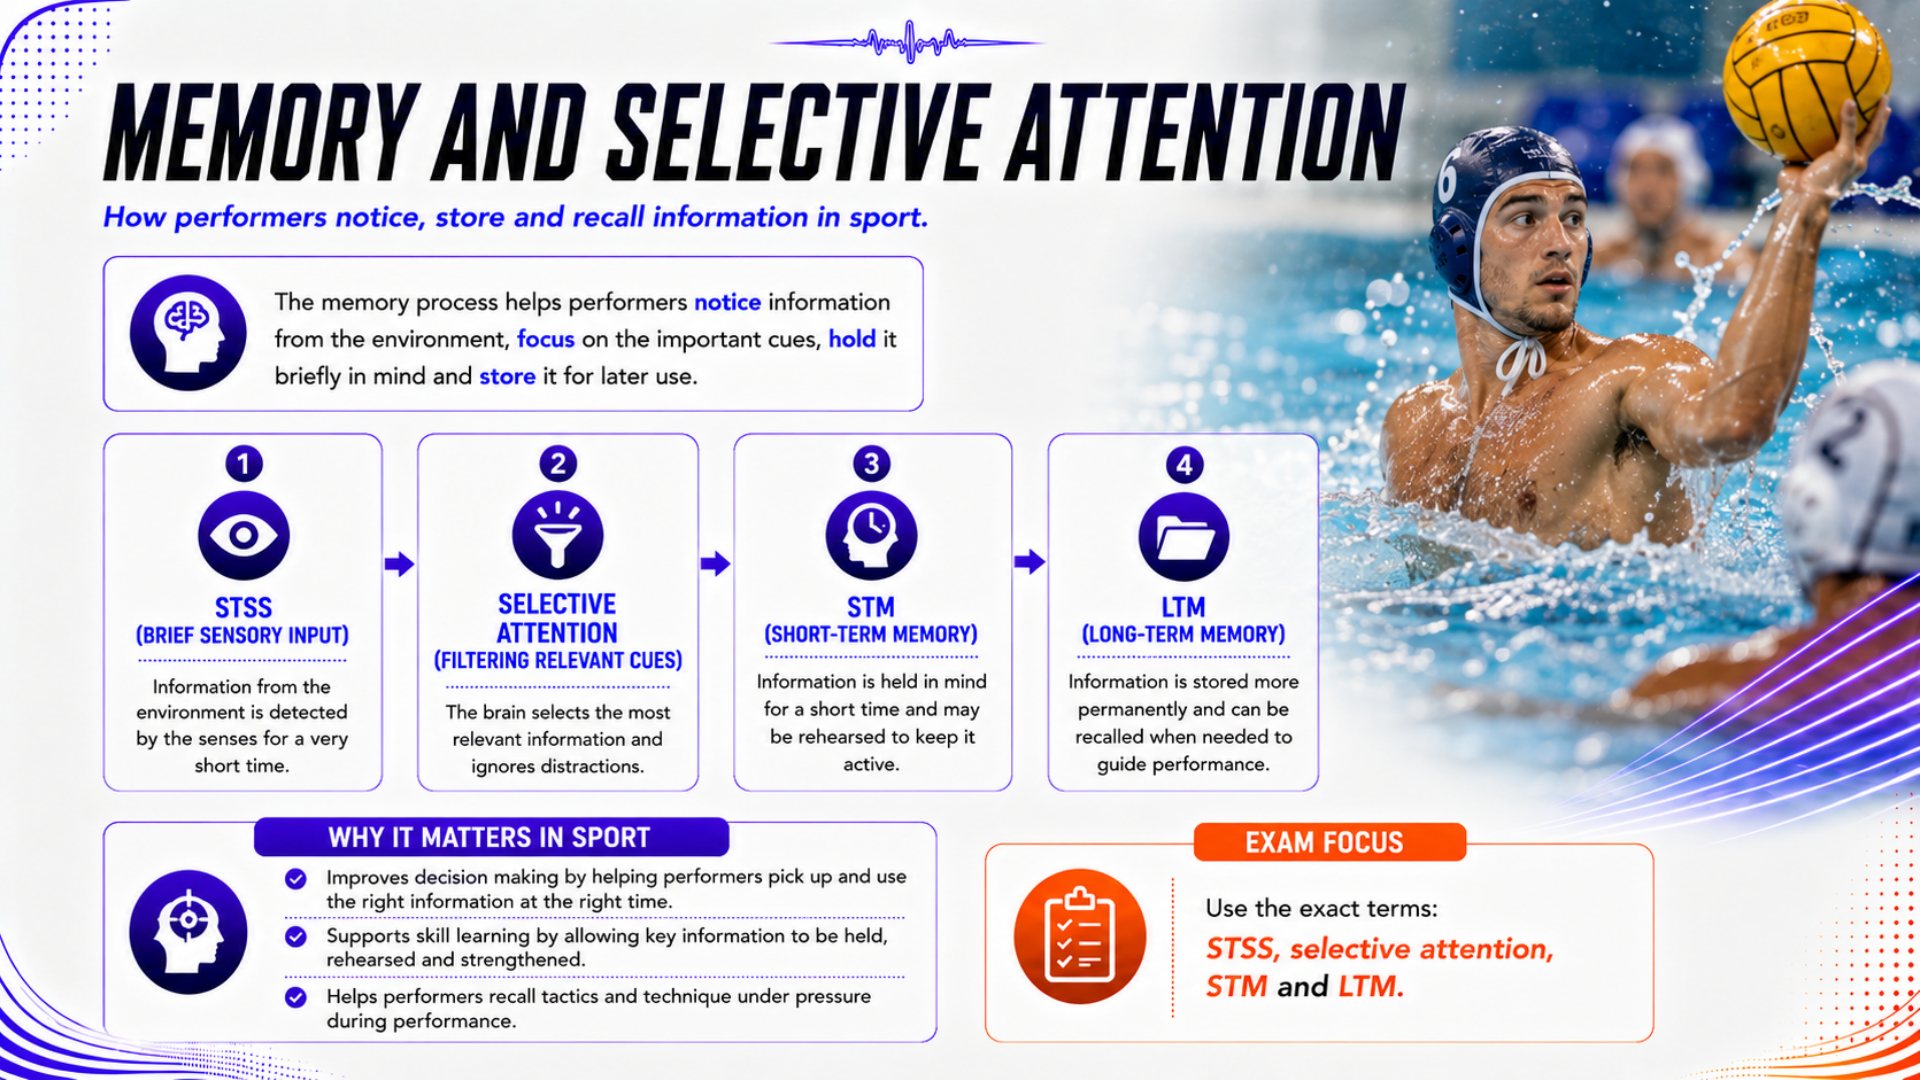 MEMORY AND SELECTIVE ATTENTION
How performers notice, store and recall information in sport.
The memory process helps performers notice information
from the environment, focus on the important cues, hold it
briefly in mind and store it for later use.
1
STSS
(BRIEF SENSORY INPUT)
Information from the
environment is detected
by the senses for a very
short time.
2
SELECTIVE
ATTENTION
(FILTERING RELEVANT CUES)
The brain selects the most
relevant information and
ignores distractions.
3
STM
(SHORT-TERM MEMORY)
Information is held in mind
for a short time and may
be rehearsed to keep it
active.
4
LTM
(LONG-TERM MEMORY)
Information is stored more
permanently and can be
recalled when needed to
guide performance.
6
2
WHY IT MATTERS IN SPORT
Improves decision making by helping performers pick up and use
the right information at the right time.
Supports skill learning by allowing key information to be held,
rehearsed and strengthened.
Helps performers recall tactics and technique under pressure
during performance.
EXAM FOCUS
Use the exact terms:
STSS, selective attention,
STM and LTM.